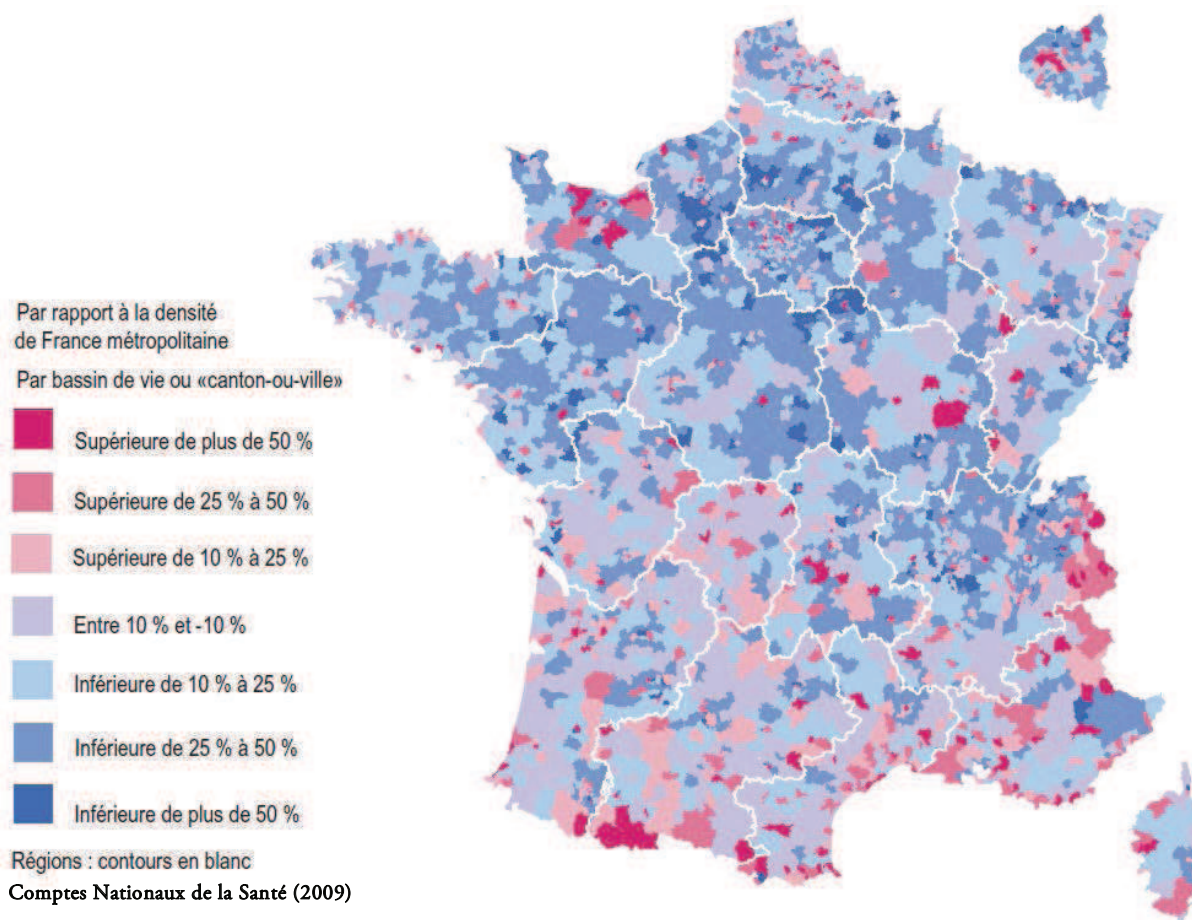 Par rapport à la densité
de France métropolitaine
Par bassin de vie ou «canton-ou-ville»
Supérieure de plus de 50 %
Supérieure de 25 % à 50 %
Supérieure de 10 % à 25 %
Entre 10 % et -10 %
Inférieure de 10 % à 25 %
Inférieure de 25 % à 50 %
Inférieure de plus de 50 %
Régions : contours en blanc
Comptes Nationaux de la Santé (2009)